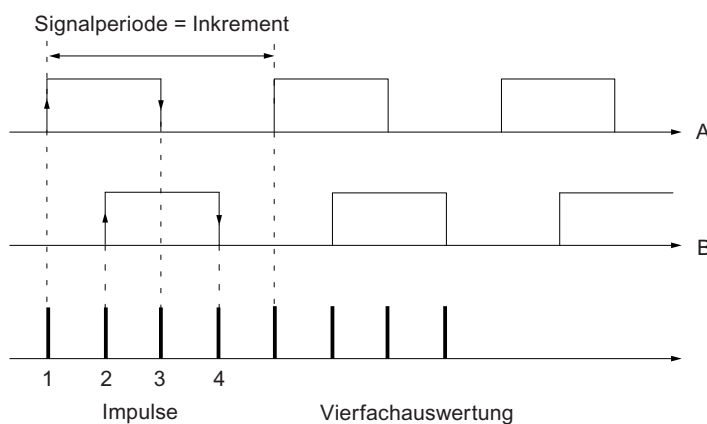 Signalperiode = Inkrement
A
B
1 2 3 4
Impulse Vierfachauswertung